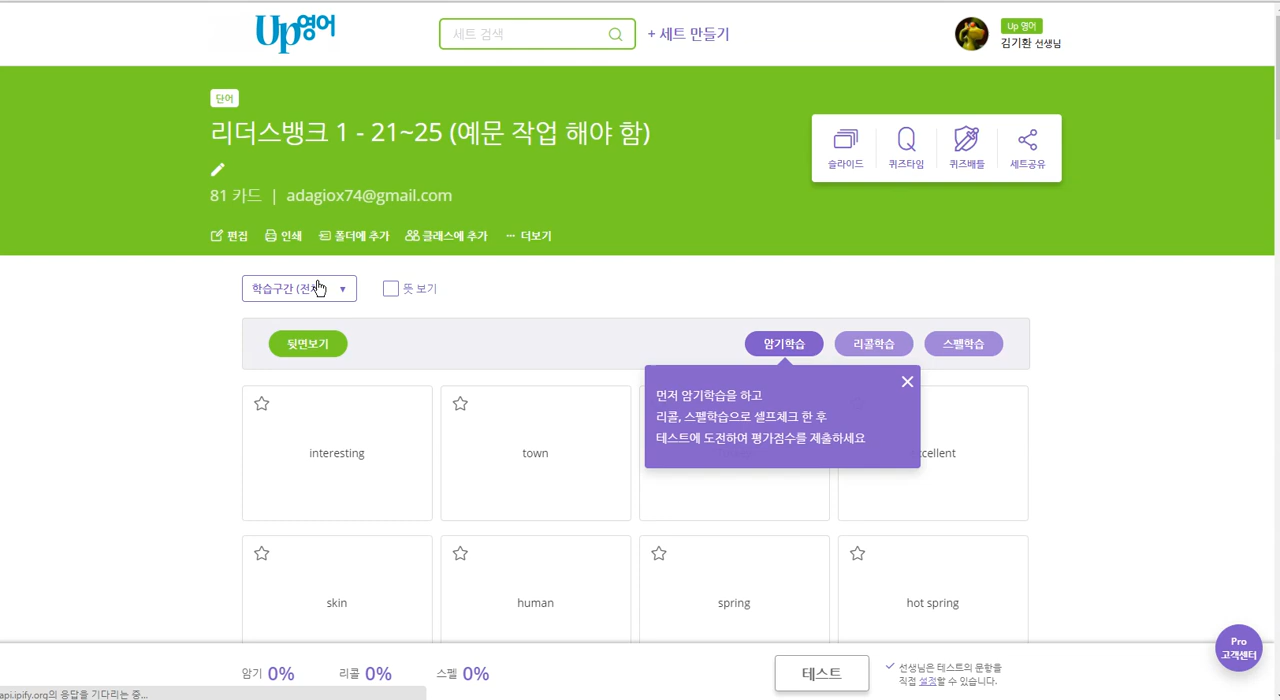 Up영어
세트 검색
+ 세트 만들기
Up 영어
김기환 선생님
단어
리더스뱅크 1 - 21~25 (예문 작업 해야 함)
81 카드 | adagiox74@gmail.com
편집 인쇄 폴더에 추가 클래스에 추가 ··· 더보기
슬라이드 퀴즈타임 퀴즈배틀 세트공유
학습구간 (전 ▼ 뜻 보기
뒷면보기 암기학습 리콜학습 스펠학습
먼저 암기학습을 하고
리콜, 스펠학습으로 셀프체크 한 후
테스트에 도전하여 평가점수를 제출하세요
interesting town
skin human spring hot spring
암기 0% 리콜 0% 스펠 0%
테스트
선생님은 테스트의 문항을
직접 설정할 수 있습니다.
Pro
고객센터
api.ipify.org의 응답을 기다리는 중...